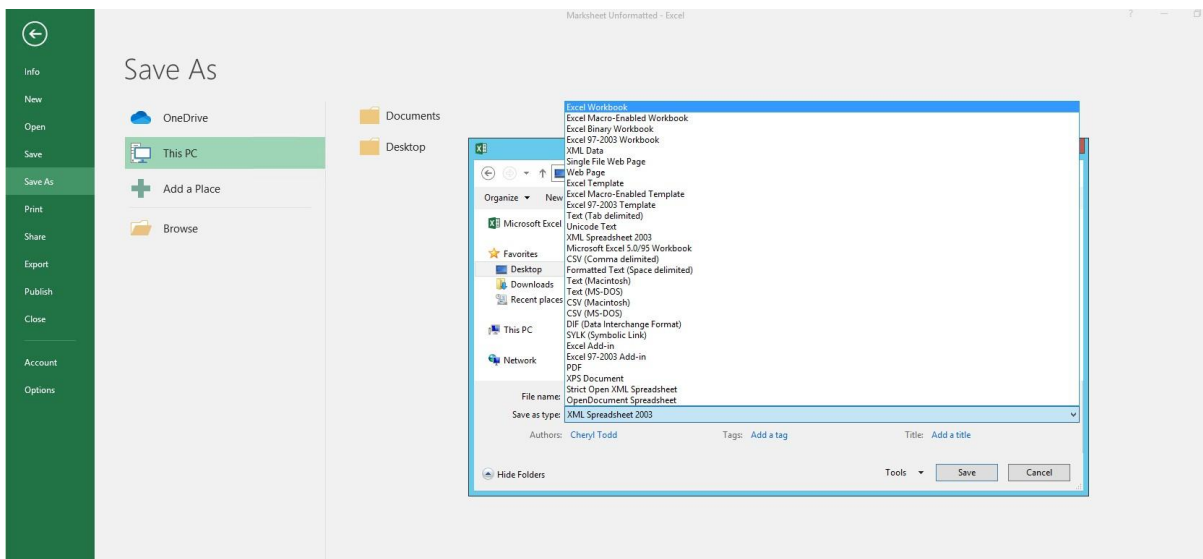 Marksheet Unformatted - Excel
?
Info
New
Open
Save
Save As
Print
Share
Export
Publish
Close
Account
Options
Save As
OneDrive
This PC
Add a Place
Browse
Documents
Desktop
Organize
New
Microsoft Excel
Favorites
Desktop
Downloads
Recent places
This PC
Network
Excel Workbook
Excel Macro-Enabled Workbook
Excel Binary Workbook
Excel 97-2003 Workbook
XML Data
Single File Web Page
Web Page
Excel Template
Excel Macro-Enabled Template
Excel 97-2003 Template
Text (Tab delimited)
Unicode Text
XML Spreadsheet 2003
Microsoft Excel 5.0/95 Workbook
CSV (Comma delimited)
Formatted Text (Space delimited)
Text (Macintosh)
Text (MS-DOS)
CSV (Macintosh)
CSV (MS-DOS)
DIF (Data Interchange Format)
SYLK (Symbolic Link)
Excel Add-in
Excel 97-2003 Add-in
PDF
XPS Document
Strict Open XML Spreadsheet
OpenDocument Spreadsheet
File name:
Save as type: XML Spreadsheet 2003
Authors: Cheryl Todd Tags: Add a tag Title: Add a title
Hide Folders Tools Save Cancel